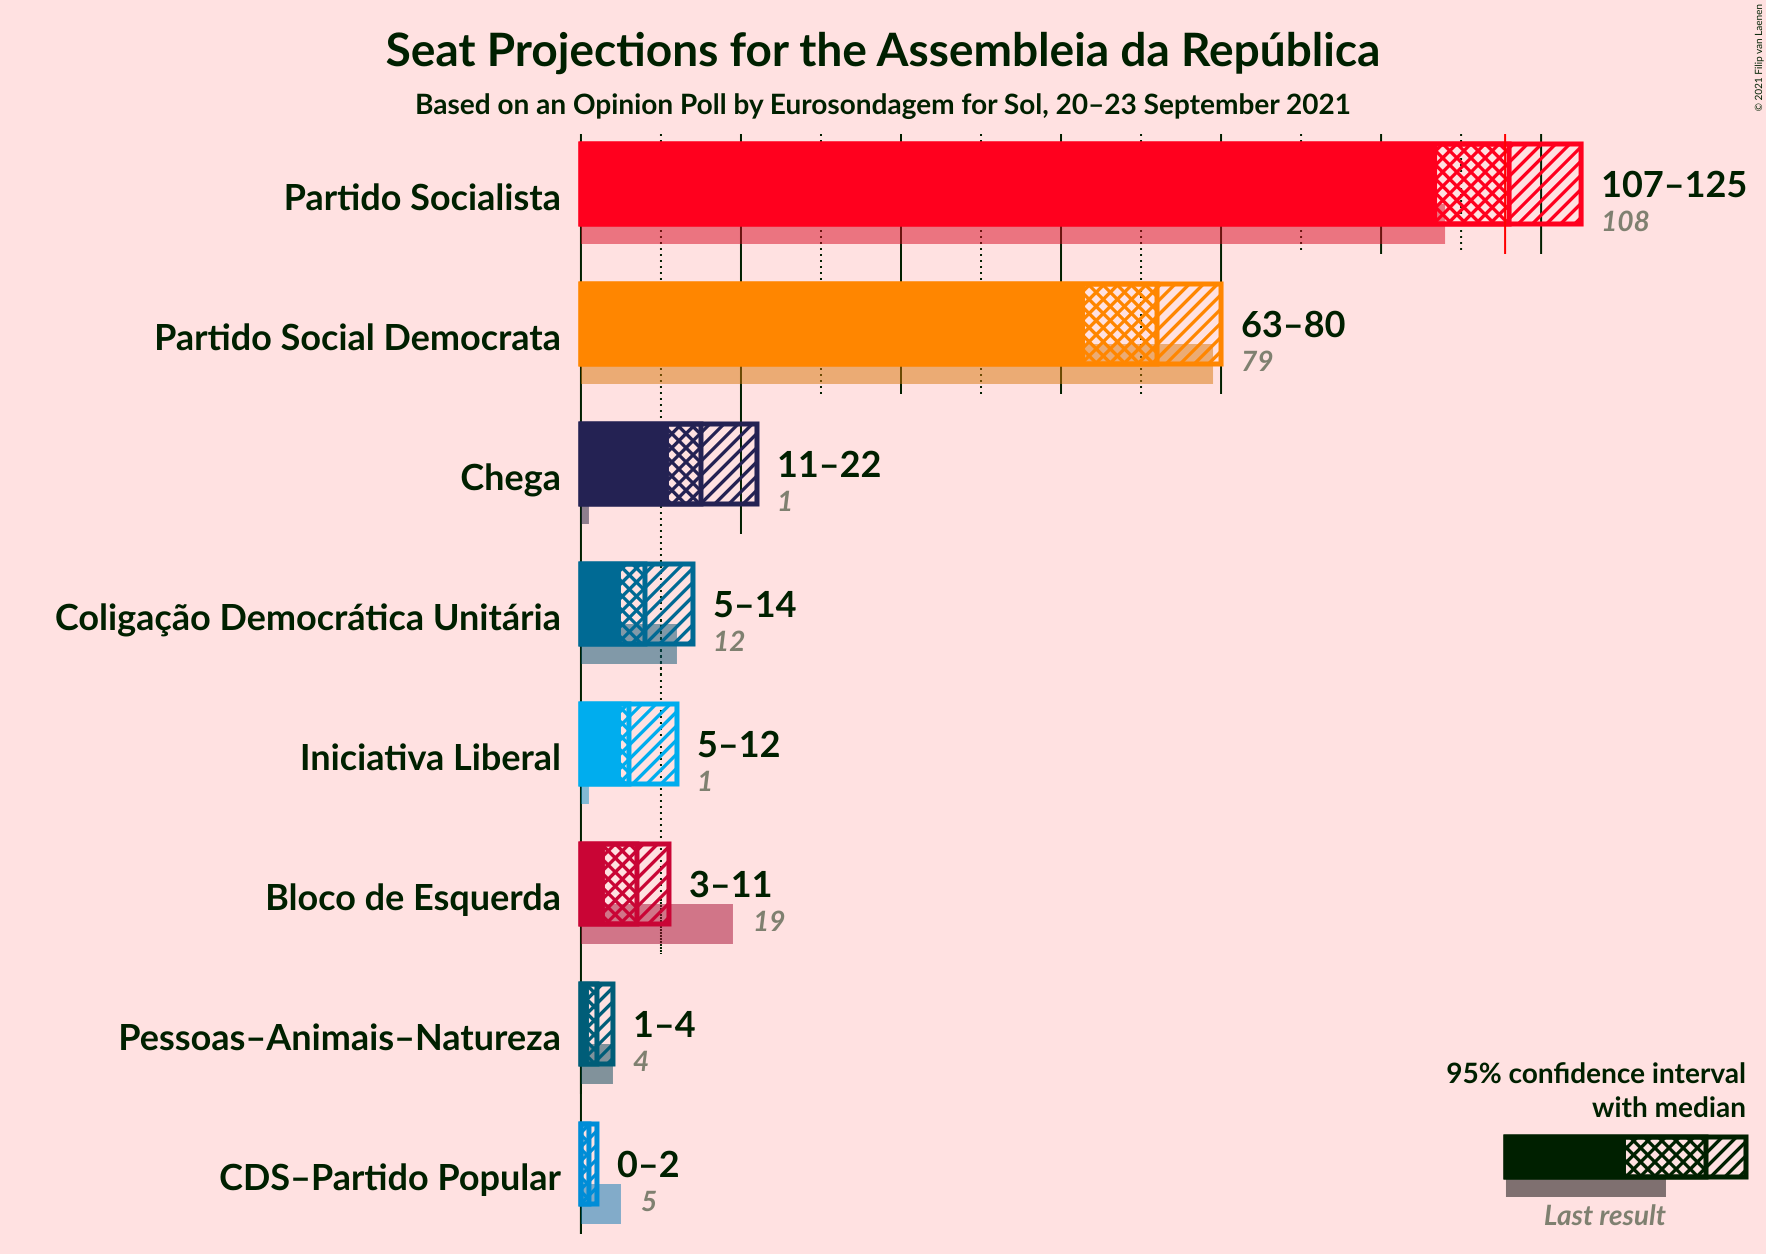 Seat Projections for the Assembleia da República
Based on an Opinion Poll by Eurosondagem for Sol, 20–23 September 2021
© 2021 Filip van Laenen
Partido Socialista
107–125
108
Partido Social Democrata
63–80
79
Chega
11–22
1
Coligação Democrática Unitária
5–14
12
Iniciativa Liberal
5–12
1
Bloco de Esquerda
3–11
19
Pessoas–Animais–Natureza
1–4
4
CDS–Partido Popular
0–2
5
95% confidence interval
with median
Last result